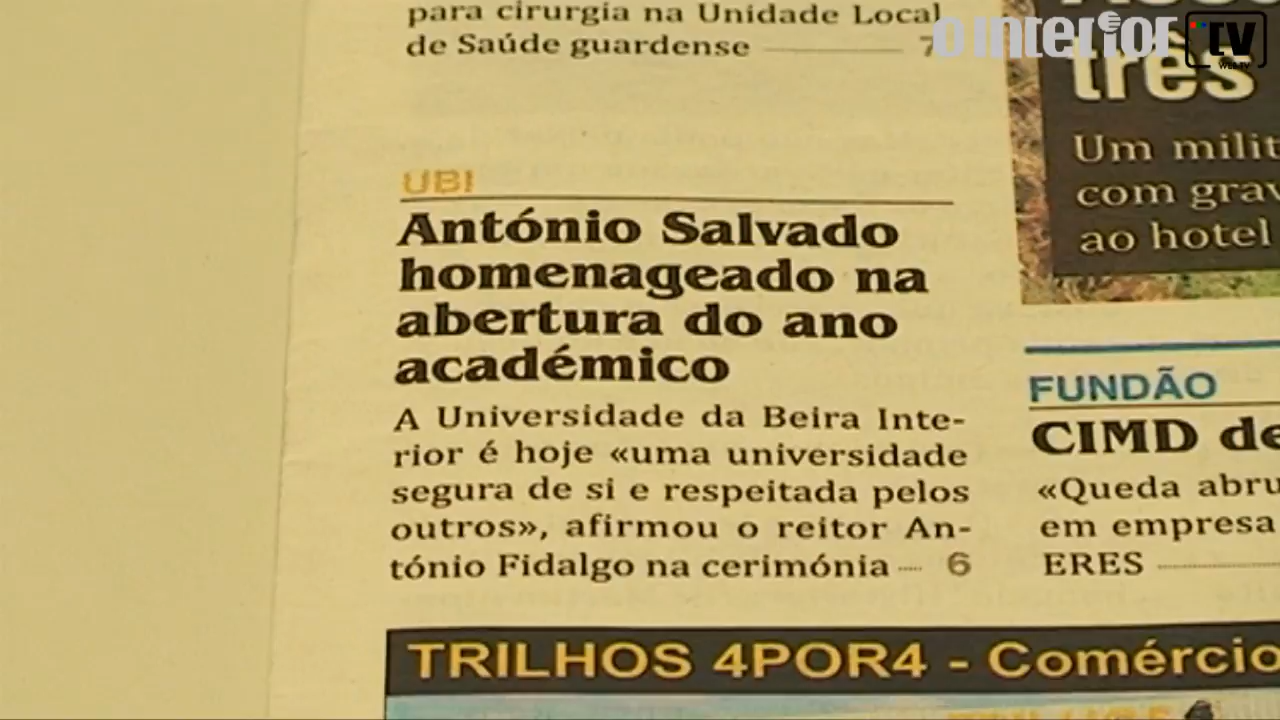 para cirurgia na Unidade Local
de Saúde guardense 7
UBI
António Salvado
homenageado na
abertura do ano
académico
A Universidade da Beira Inte-
rior é hoje «uma universidade
segura de si e respeitada pelos
outros», afirmou o reitor An-
tónio Fidalgo na cerimónia 6
o interior tv
WEB TV
três
Um milit
com grav
ao hotel
FUNDÃO
CIMD de
«Queda abru
em empresa
ERES
TRILHOS 4POR4 - Comércio